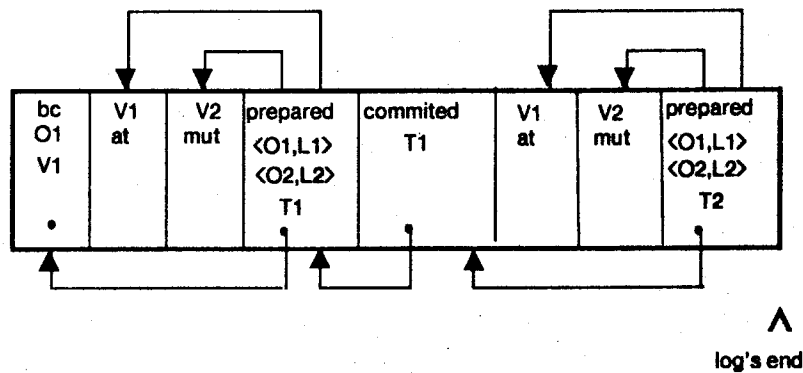 bc
O1
V1
V1
at
V2
mut
prepared
<O1,L1>
<O2,L2>
T1
commited
T1
V1
at
V2
mut
prepared
<O1,L1>
<O2,L2>
T2
log's end